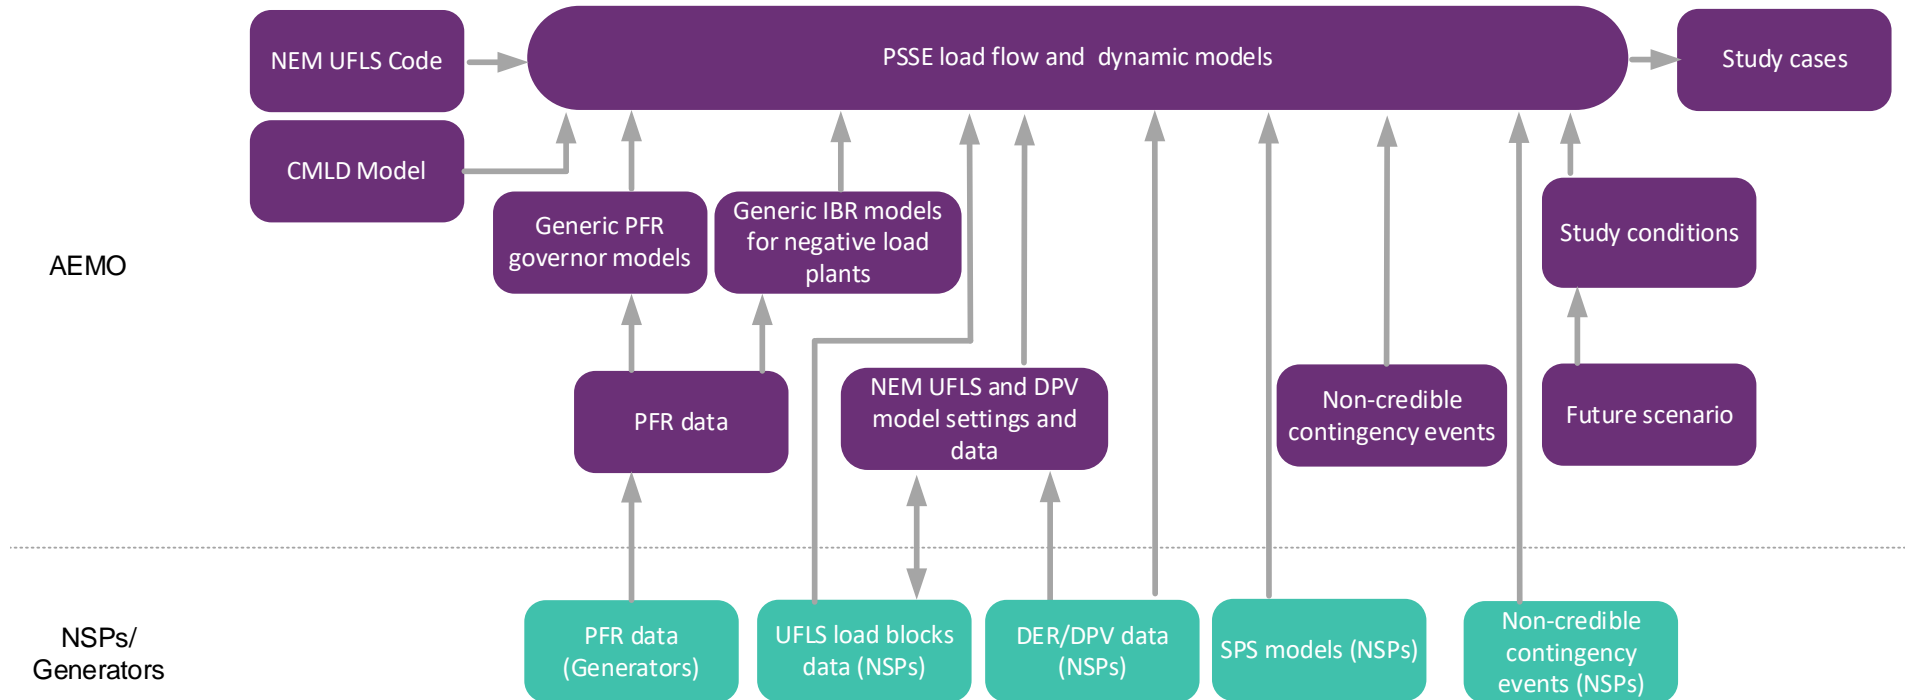 NEM UFLS Code
PSSE load flow and  dynamic models
Study cases
CMLD Model
Generic PFR
governor models
Generic IBR models
for negative load
plants
Study conditions
AEMO
PFR data
NEM UFLS and DPV
model settings and
data
Non-credible
contingency events
Future scenario
NSPs/
Generators
PFR data
(Generators)
UFLS load blocks
data (NSPs)
DER/DPV data
(NSPs)
SPS models (NSPs)
Non-credible
contingency
events (NSPs)